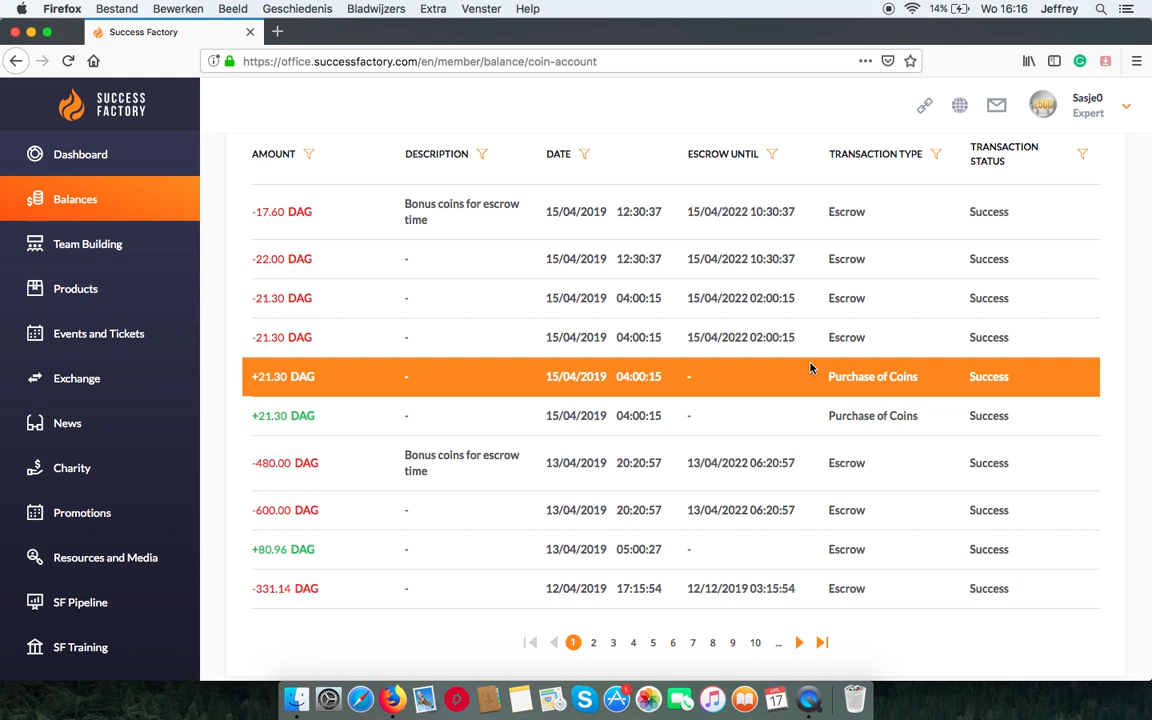 Firefox Bestand Bewerken Beeld Geschiedenis Bladwijzers Extra Venster Help 14% Wo 16:16 Jeffrey
Success Factory
https://office.successfactory.com/en/member/balance/coin-account
SUCCESS
FACTORY
Sasje0
Expert
Dashboard
Balances
Team Building
Products
Events and Tickets
Exchange
News
Charity
Promotions
Resources and Media
SF Pipeline
SF Training
AMOUNT DESCRIPTION DATE ESCROW UNTIL TRANSACTION TYPE TRANSACTION
STATUS
-17.60 DAG Bonus coins for escrow
time 15/04/2019 12:30:37 15/04/2022 10:30:37 Escrow Success
-22.00 DAG - 15/04/2019 12:30:37 15/04/2022 10:30:37 Escrow Success
-21.30 DAG - 15/04/2019 04:00:15 15/04/2022 02:00:15 Escrow Success
-21.30 DAG - 15/04/2019 04:00:15 15/04/2022 02:00:15 Escrow Success
+21.30 DAG - 15/04/2019 04:00:15 - Purchase of Coins Success
+21.30 DAG - 15/04/2019 04:00:15 - Purchase of Coins Success
-480.00 DAG Bonus coins for escrow
time 13/04/2019 20:20:57 13/04/2022 06:20:57 Escrow Success
-600.00 DAG - 13/04/2019 20:20:57 13/04/2022 06:20:57 Escrow Success
+80.96 DAG - 13/04/2019 05:00:27 - Escrow Success
-331.14 DAG - 12/04/2019 17:15:54 12/12/2019 03:15:54 Escrow Success
1 2 3 4 5 6 7 8 9 10 ...
17